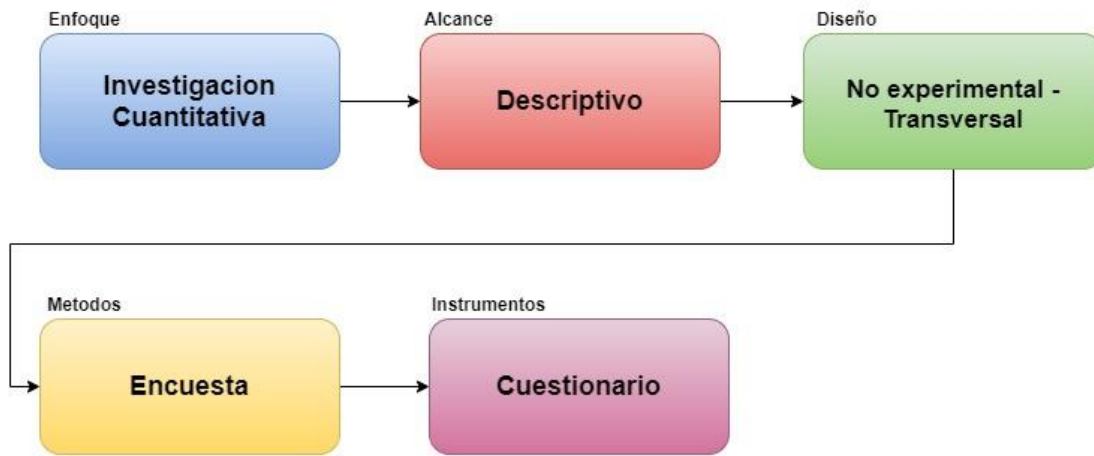 Enfoque
Investigacion
Cuantitativa
Alcance
Descriptivo
Diseño
No experimental -
Transversal
Metodos
Encuesta
Instrumentos
Cuestionario